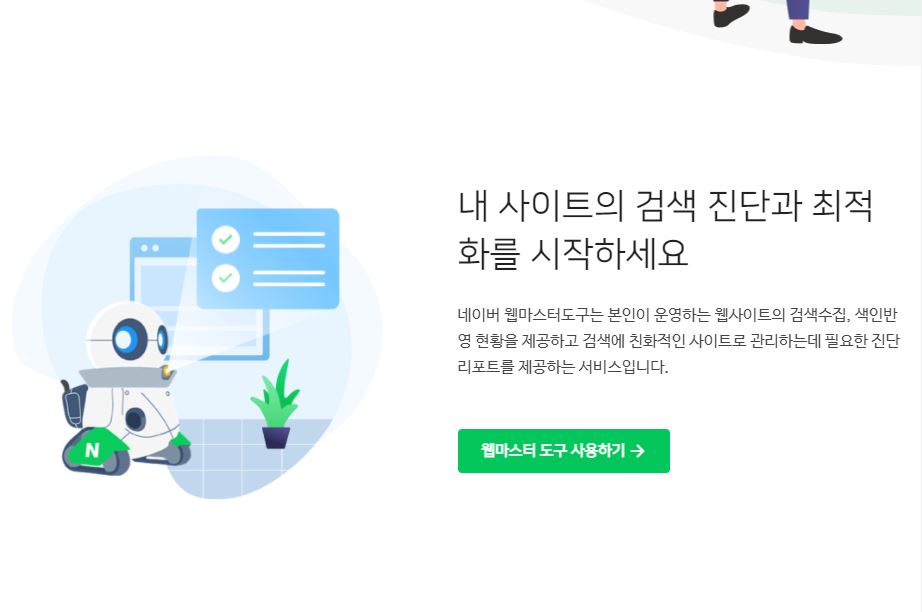 내 사이트의 검색 진단과 최적
화를 시작하세요
네이버 웹마스터도구는 본인이 운영하는 웹사이트의 검색수집, 색인반
영 현황을 제공하고 검색에 친화적인 사이트로 관리하는데 필요한 진단
리포트를 제공하는 서비스입니다.
웹마스터 도구 사용하기 →
N